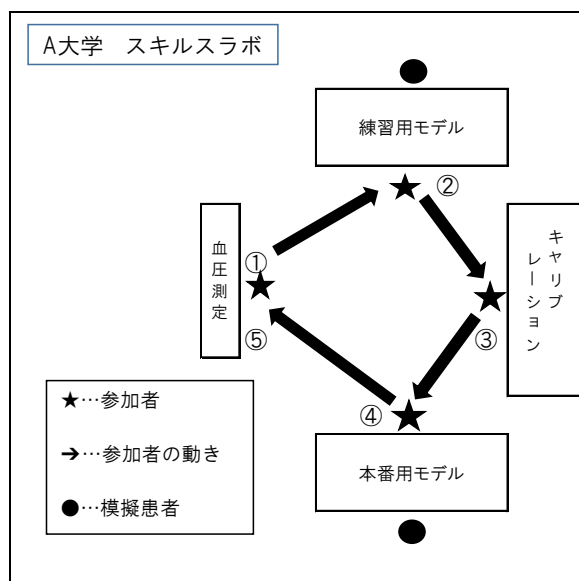 A大学　スキルスラボ
練習用モデル
②
血圧測定
①
キャリブ
レーション
③
⑤
④
★…参加者
➔…参加者の動き
●…模擬患者
本番用モデル